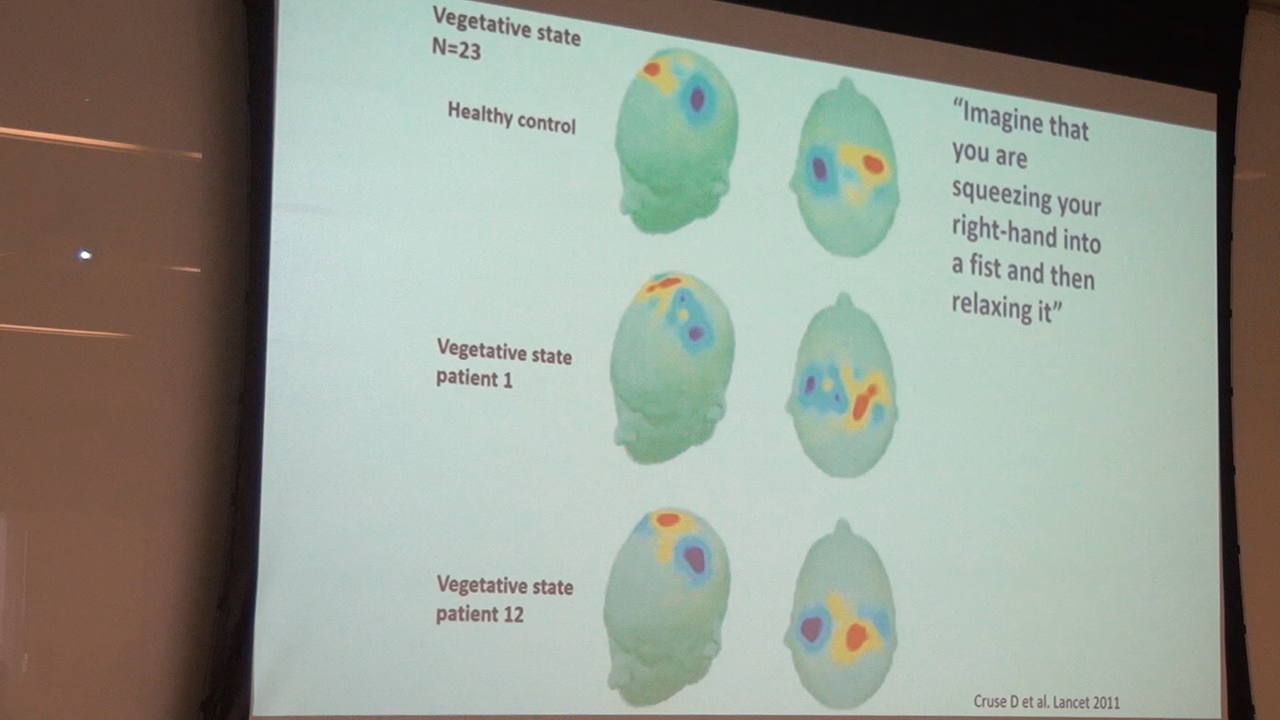 Vegetative state
N=23
Healthy control
“Imagine that
you are
squeezing your
right-hand into
a fist and then
relaxing it”
Vegetative state
patient 1
Vegetative state
patient 12
Cruse D et al. Lancet 2011